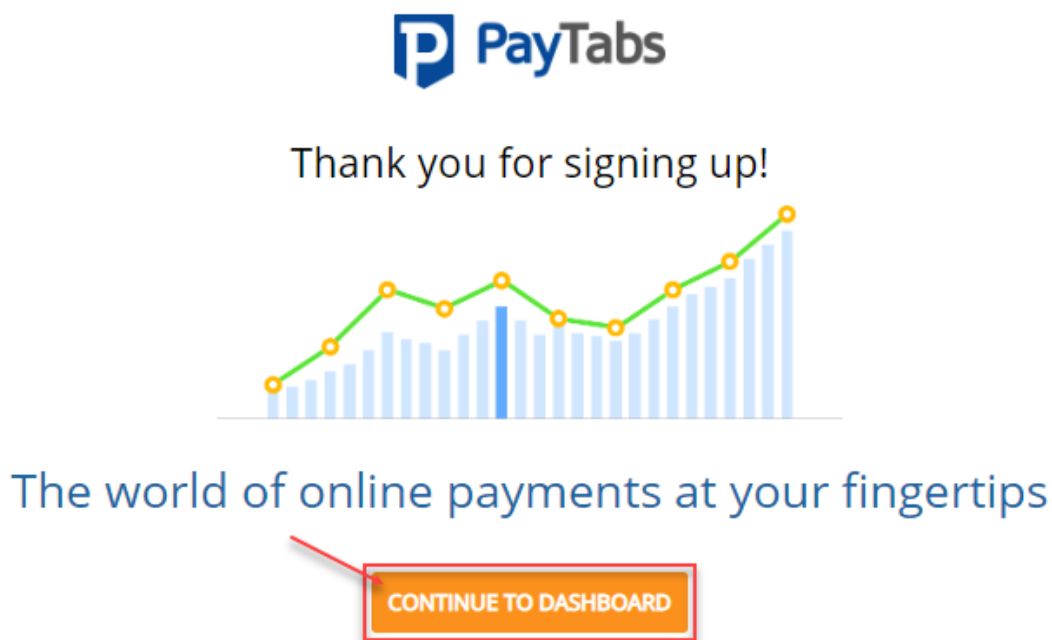 PayTabs
Thank you for signing up!
The world of online payments at your fingertips
CONTINUE TO DASHBOARD